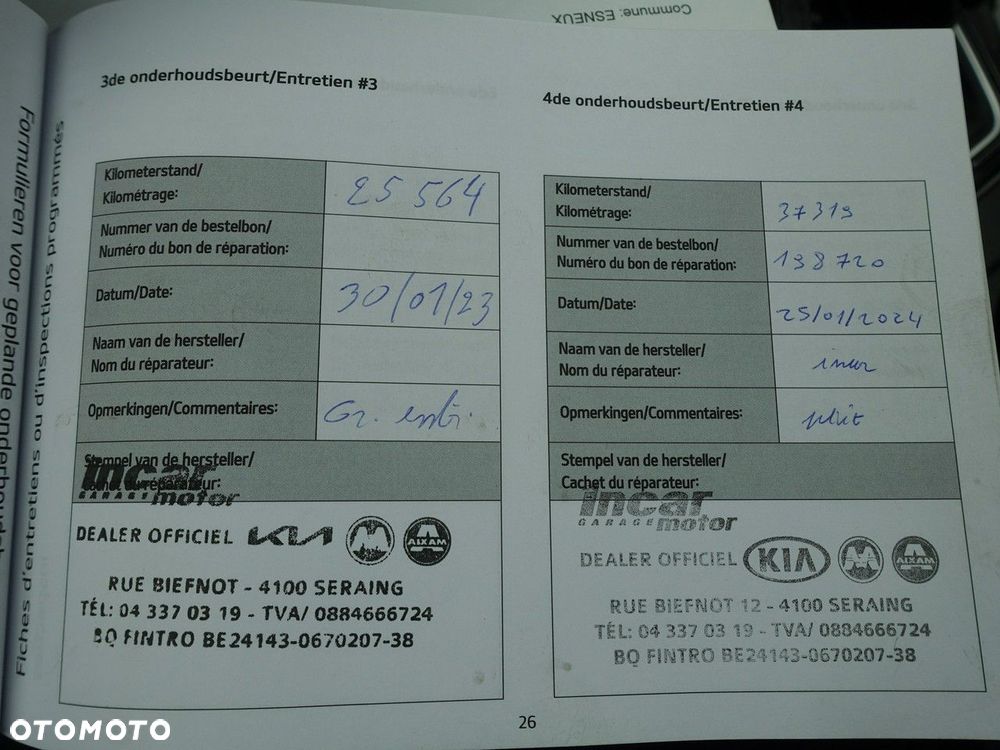 Commune: ESNEUX
Formulieren voor geplande
Fiches d'entretiens ou d'inspections programmés
3de onderhoudsbeurt/Entretien #3
Kilometerstand/
Kilométrage:
25 564
Nummer van de bestelbon/
Numéro du bon de réparation:
Datum/Date:
30/01/23
Naam van de hersteller/
Nom du réparateur:
Opmerkingen/Commentaires:
Gr.
Stempel van de hersteller/
Cachet du réparateur:
incar
GARAGE motor
DEALER OFFICIEL KIA M AIXAM
RUE BIEFNOT - 4100 SERAING
TÉL: 04 337 03 19 - TVA/ 0884666724
BQ FINTRO BE24143-0670207-38
4de onderhoudsbeurt/Entretien #4
Kilometerstand/
Kilométrage:
37319
Nummer van de bestelbon/
Numéro du bon de réparation:
138720
Datum/Date:
25/01/2024
Naam van de hersteller/
Nom du réparateur:
incar
Opmerkingen/Commentaires:
Stempel van de hersteller/
Cachet du réparateur:
incar
GARAGE motor
DEALER OFFICIEL KIA M AIXAM
RUE BIEFNOT 12 - 4100 SERAING
TÉL: 04 337 03 19 - TVA/ 0884666724
BQ FINTRO BE24143-0670207-38
26
OTOMOTO